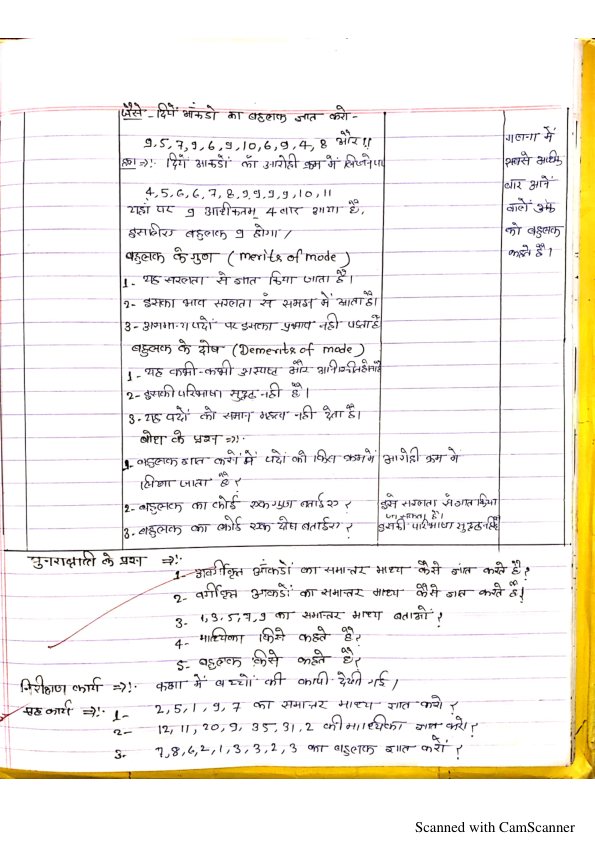 जैसे - दिये आंकडो का बहुलक ज्ञात करो -
9, 5, 7, 9, 6, 9, 10, 6, 9, 4, 8 और 11
हल ⇒:- दिये आकडों को आरोही क्रम में लिखने पर
4, 5, 6, 6, 7, 8, 9, 9, 9, 9, 10, 11
यहां पर 9 अधीकतम 4 बार आया है,
इसलिए बहुलक 9 होगा /
गणना में
सबसे अधिक
बार आने
वाले अंक
को बहुलक
कहते है।
बहुलक के गुण ( merits of mode )
1- यह सरलता से ज्ञात किया जाता है।
2- इसका भाव सरलता से समझ में आता है।
3- पदों पर इसका प्रभाव नही पडता है
बहुलक के दोष (Demerits of mode)
1- यह कभी-कभी अस्पष्ट और
2- इसकी परिभाषा सुदृढ नही है।
3- यह पदों को समान महत्व नही देता है।
बोध के प्रश्न ⇒:-
1- बहुलक ज्ञात करने में पदों को किस क्रम में
लिखा जाता है ?
आरोही क्रम में
2- बहुलक का कोई एक गुण बताईए ?
इसे सरलता से ज्ञात किया
जा सकता है।
3- बहुलक का कोई एक दोष बताईए ?
इसकी परिभाषा सुदृढ नही है
पुनरावृत्ति के प्रश्न ⇒:-
1- अवर्गीकृत आंकडों का समान्तर माध्य कैसे ज्ञात करते है ?
2- वर्गीकृत आकडों का समान्तर माध्य कैसे ज्ञात करते है ?
3- 1, 3, 5, 7, 9 का समान्तर माध्य बताओ ?
4- माध्यिका किसे कहते है ?
5- बहुलक किसे कहते है ?
निरीक्षण कार्य ⇒:- कक्षा में बच्चों की कापी देखी गई /
गृह कार्य ⇒:- 1- 2, 5, 1, 9, 7 का समान्तर माध्य ज्ञात करो ?
2- 12, 11, 20, 9, 35, 31, 2 की माध्यिका ज्ञात करो ?
3- 7, 8, 6, 2, 1, 3, 3, 2, 3 का बहुलक ज्ञात करों ?
Scanned with CamScanner